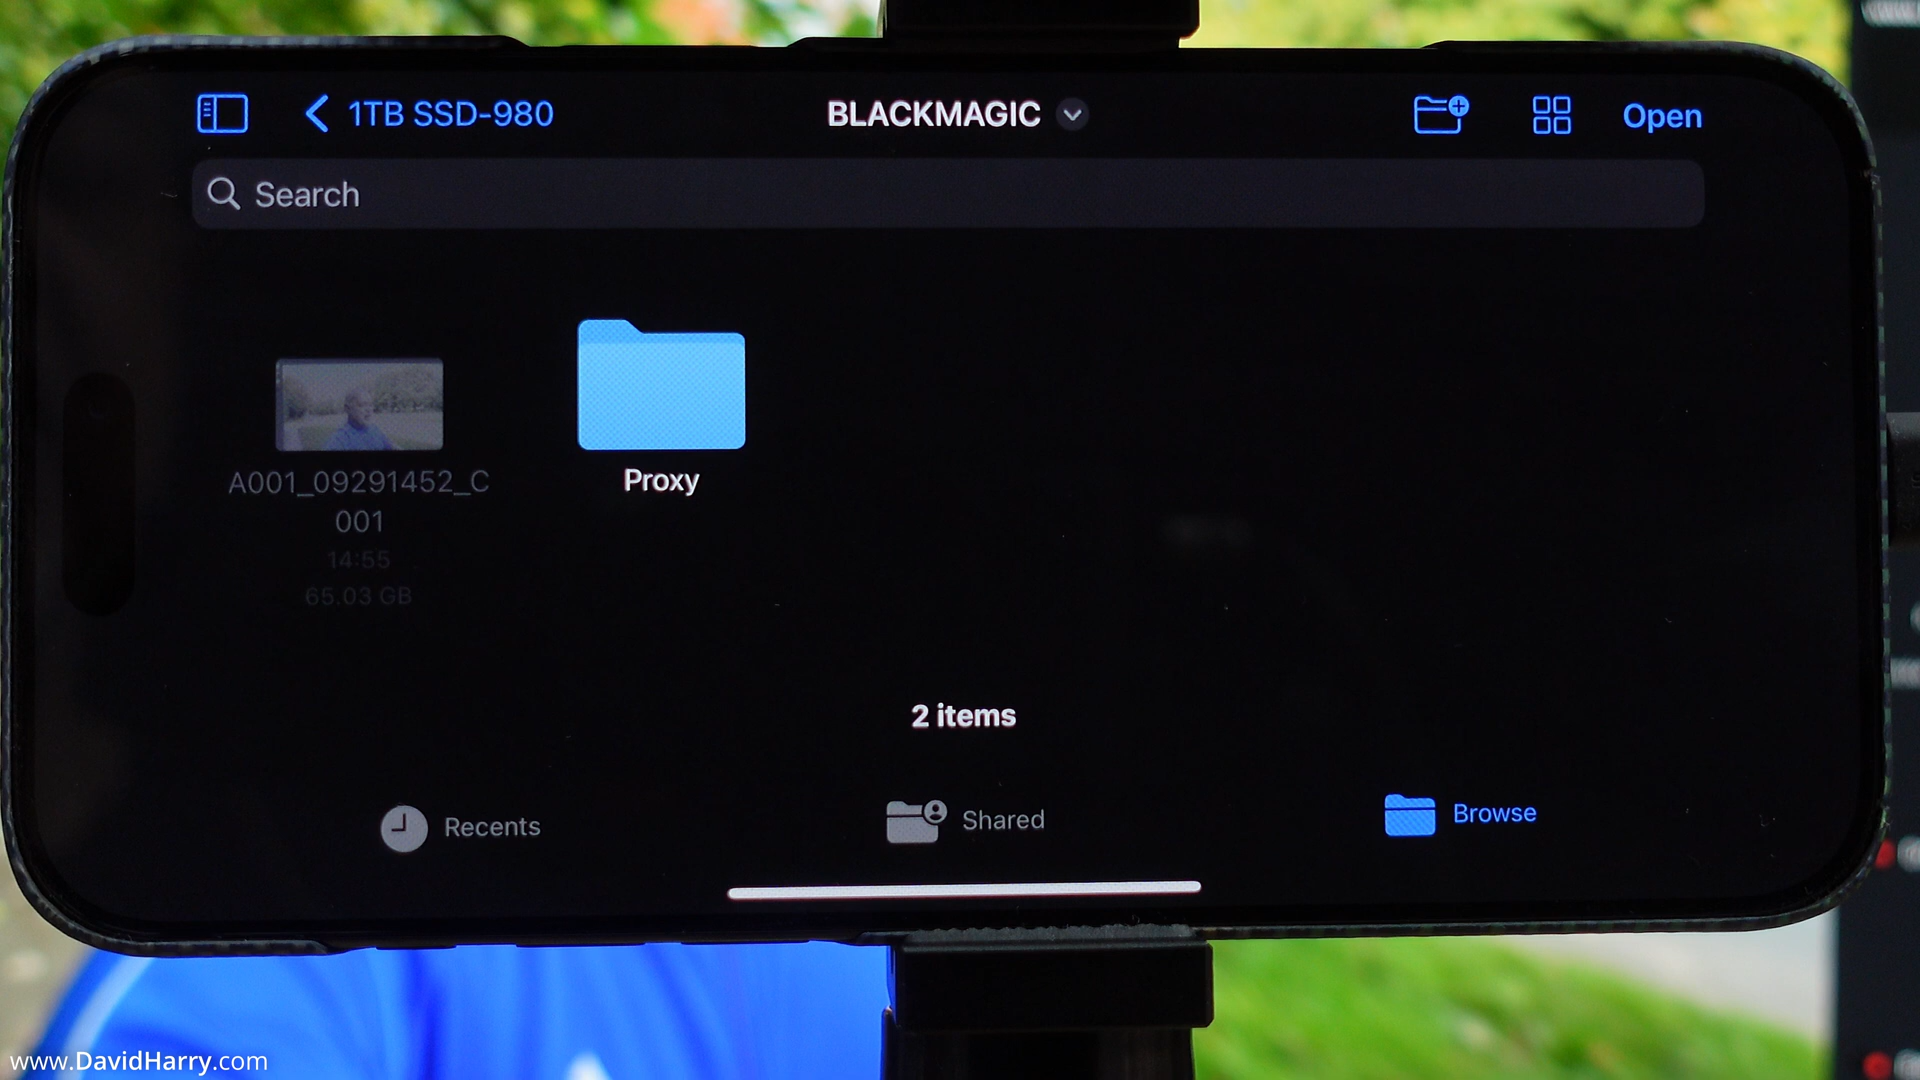 1TB SSD-980
BLACKMAGIC
Open
Search
A001_09291452_C
001
14:55
65.03 GB
Proxy
2 items
Recents
Shared
Browse
www.DavidHarry.com